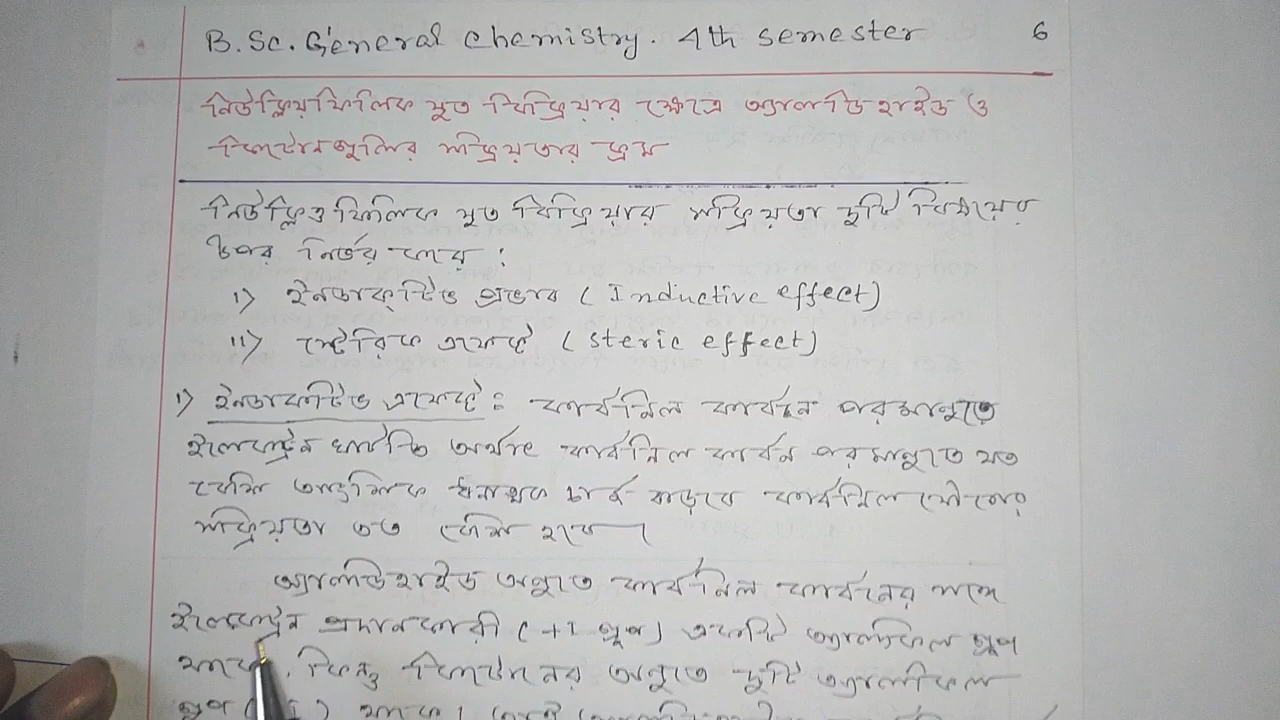 B.Sc. General Chemistry. 4th semester 6
নিউক্লিয়ফিলিক যুত বিক্রিয়ার ক্ষেত্রে অ্যালডিহাইড ও
কিটোনগুলির সক্রিয়তার ক্রম
নিউক্লিওফিলিক যুত বিক্রিয়ার সক্রিয়তা দুটি বিষয়ের
উপর নির্ভর করে :
i) ইনডাক্টিভ প্রভাব (Inductive effect)
ii) স্টেরিক এফেক্ট (steric effect)
i) ইনডাকটিভ এফেক্ট : কার্বনিল কার্বন পরমাণুতে
ইলেকট্রন ঘাটতি অর্থাৎ কার্বনিল কার্বন পরমাণুতে যত
বেশি আংশিক ধনাত্মক চার্জ বাড়বে কার্বনিল যৌগের
সক্রিয়তা তত বেশি হবে।
অ্যালডিহাইড অণুতে কার্বনিল কার্বনের সঙ্গে
ইলেকট্রন প্রদানকারী (+I গ্রুপ) একটি অ্যালকিল গ্রুপ
থাকে, কিন্তু কিটোনের অণুতে দুটি অ্যালকিল
গ্রুপ থাকে।